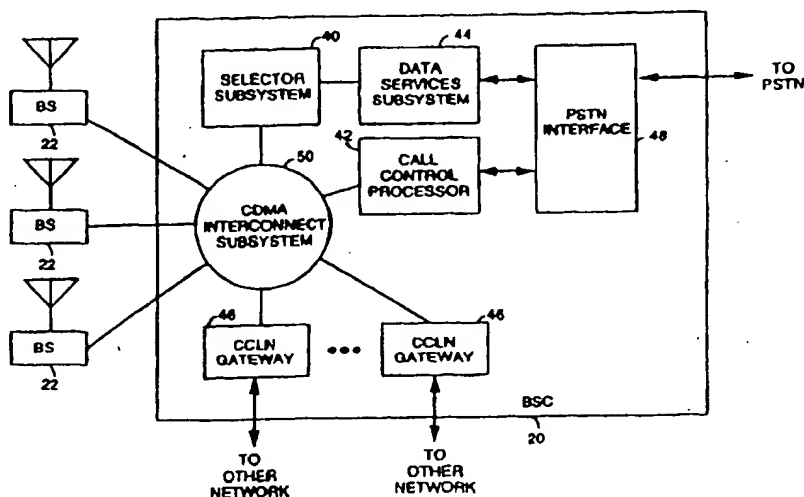 40
SELECTOR
SUBSYSTEM
44
DATA
SERVICES
SUBSYSTEM
PSTN
INTERFACE
48
TO
PSTN
BS
22
BS
22
BS
22
50
CDMA
INTERCONNECT
SUBSYSTEM
42
CALL
CONTROL
PROCESSOR
46
CCLN
GATEWAY
46
CCLN
GATEWAY
BSC
20
TO
OTHER
NETWORK
TO
OTHER
NETWORK